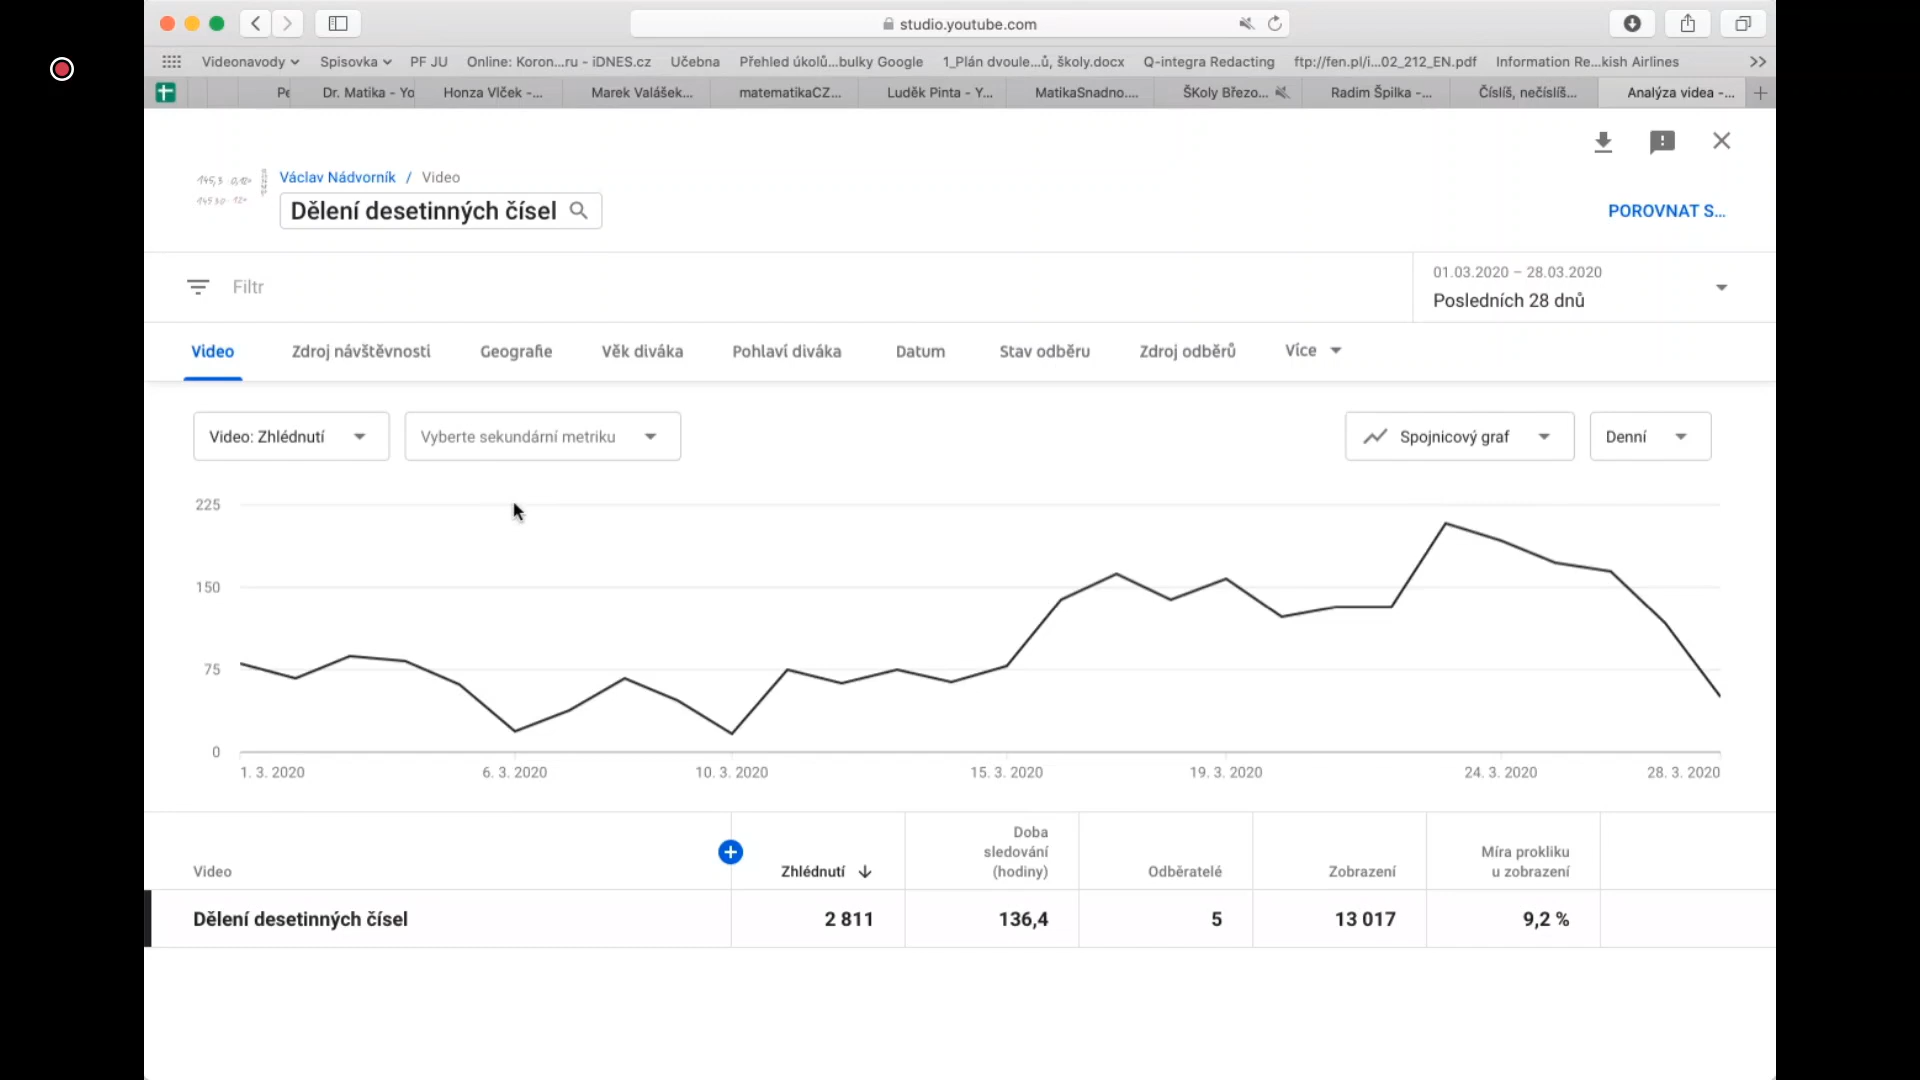 studio.youtube.com
Videonavody Spisovka PF JU Online: Koron...ru - iDNES.cz Učebna Přehled úkolů...bulky Google 1_Plán dvoule...ů, školy.docx Q-integra Redacting ftp://fen.pl/i...02_212_EN.pdf Information Re...kish Airlines
Dr. Matika - Yo Honza Vlček -... Marek Valášek... matematikaCZ... Luděk Pinta - Y... MatikaSnadno.... ŠKoly Březo... Radim Špilka -... Číslíš, nečíslíš... Analýza videa -...
Václav Nádvorník / Video
Dělení desetinných čísel
POROVNAT S...
Filtr
01.03.2020 – 28.03.2020
Posledních 28 dnů
Video Zdroj návštěvnosti Geografie Věk diváka Pohlaví diváka Datum Stav odběru Zdroj odběrů Více
Video: Zhlédnutí Vyberte sekundární metriku Spojnicový graf Denní
225
150
75
0
1. 3. 2020 6. 3. 2020 10. 3. 2020 15. 3. 2020 19. 3. 2020 24. 3. 2020 28. 3. 2020
Video Zhlédnutí Doba sledování (hodiny) Odběratelé Zobrazení Míra prokliku u zobrazení
Dělení desetinných čísel 2 811 136,4 5 13 017 9,2 %